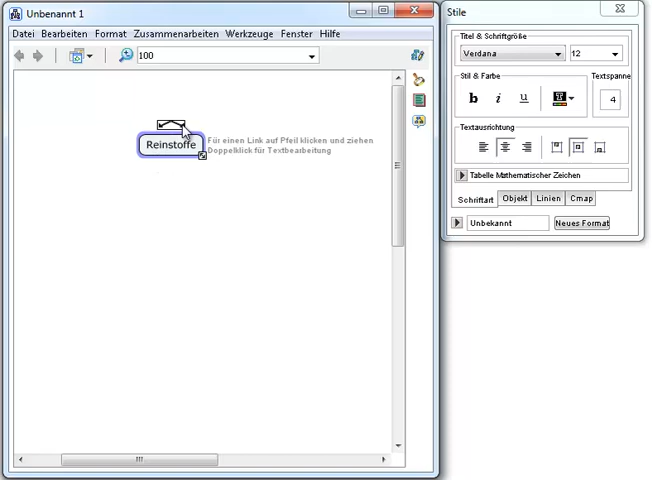 Unbenannt 1
Datei Bearbeiten Format Zusammenarbeiten Werkzeuge Fenster Hilfe
100
Reinstoffe
Für einen Link auf Pfeil klicken und ziehen
Doppelklick für Textbearbeitung
Stile
Titel & Schriftgröße
Verdana 12
Stil & Farbe Textspanne
b i u 4
Textausrichtung
Tabelle Mathematischer Zeichen
Schriftart Objekt Linien Cmap
Unbekannt Neues Format